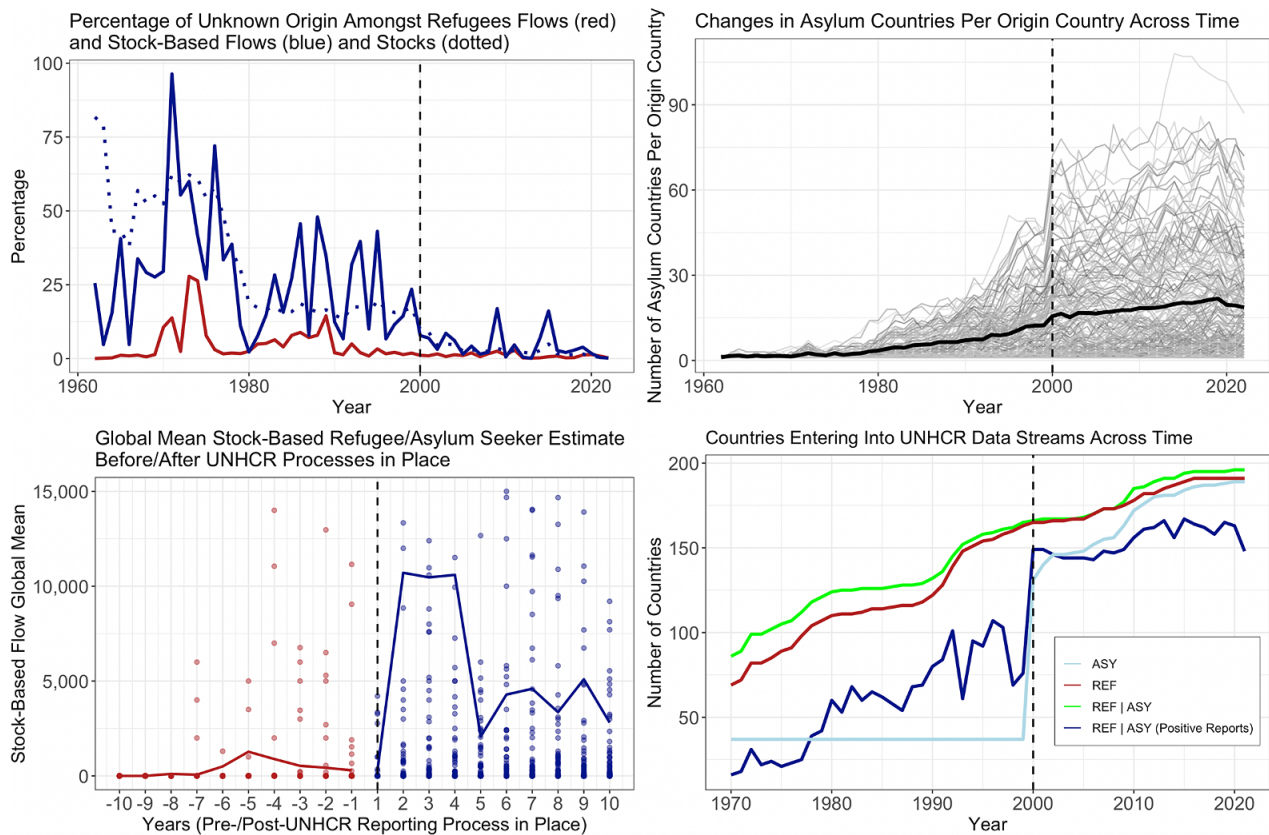 Percentage of Unknown Origin Amongst Refugees Flows (red)
and Stock-Based Flows (blue) and Stocks (dotted)
Percentage
100
75
50
25
0
1960 1980 2000 2020
Year
Changes in Asylum Countries Per Origin Country Across Time
Number of Asylum Countries Per Origin Country
90
60
30
0
1960 1980 2000 2020
Year
Global Mean Stock-Based Refugee/Asylum Seeker Estimate
Before/After UNHCR Processes in Place
Stock-Based Flow Global Mean
15,000
10,000
5,000
0
-10 -9 -8 -7 -6 -5 -4 -3 -2 -1 1 2 3 4 5 6 7 8 9 10
Years (Pre-/Post-UNHCR Reporting Process in Place)
Countries Entering Into UNHCR Data Streams Across Time
Number of Countries
200
150
100
50
ASY
REF
REF | ASY
REF | ASY (Positive Reports)
1970 1980 1990 2000 2010 2020
Year